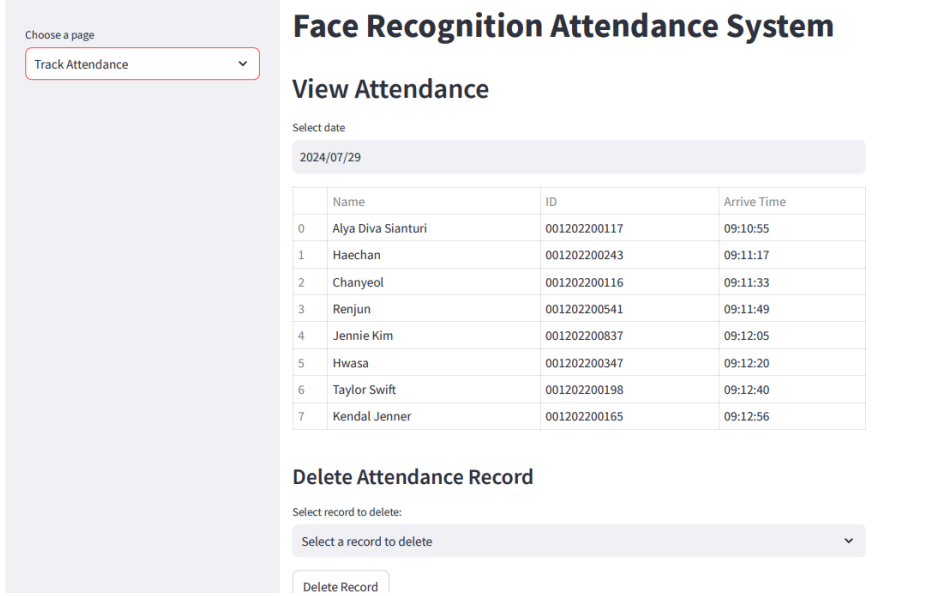 Choose a page
Track Attendance
Face Recognition Attendance System
View Attendance
Select date
2024/07/29
Name ID Arrive Time
0 Alya Diva Sianturi 001202200117 09:10:55
1 Haechan 001202200243 09:11:17
2 Chanyeol 001202200116 09:11:33
3 Renjun 001202200541 09:11:49
4 Jennie Kim 001202200837 09:12:05
5 Hwasa 001202200347 09:12:20
6 Taylor Swift 001202200198 09:12:40
7 Kendal Jenner 001202200165 09:12:56
Delete Attendance Record
Select record to delete:
Select a record to delete
Delete Record